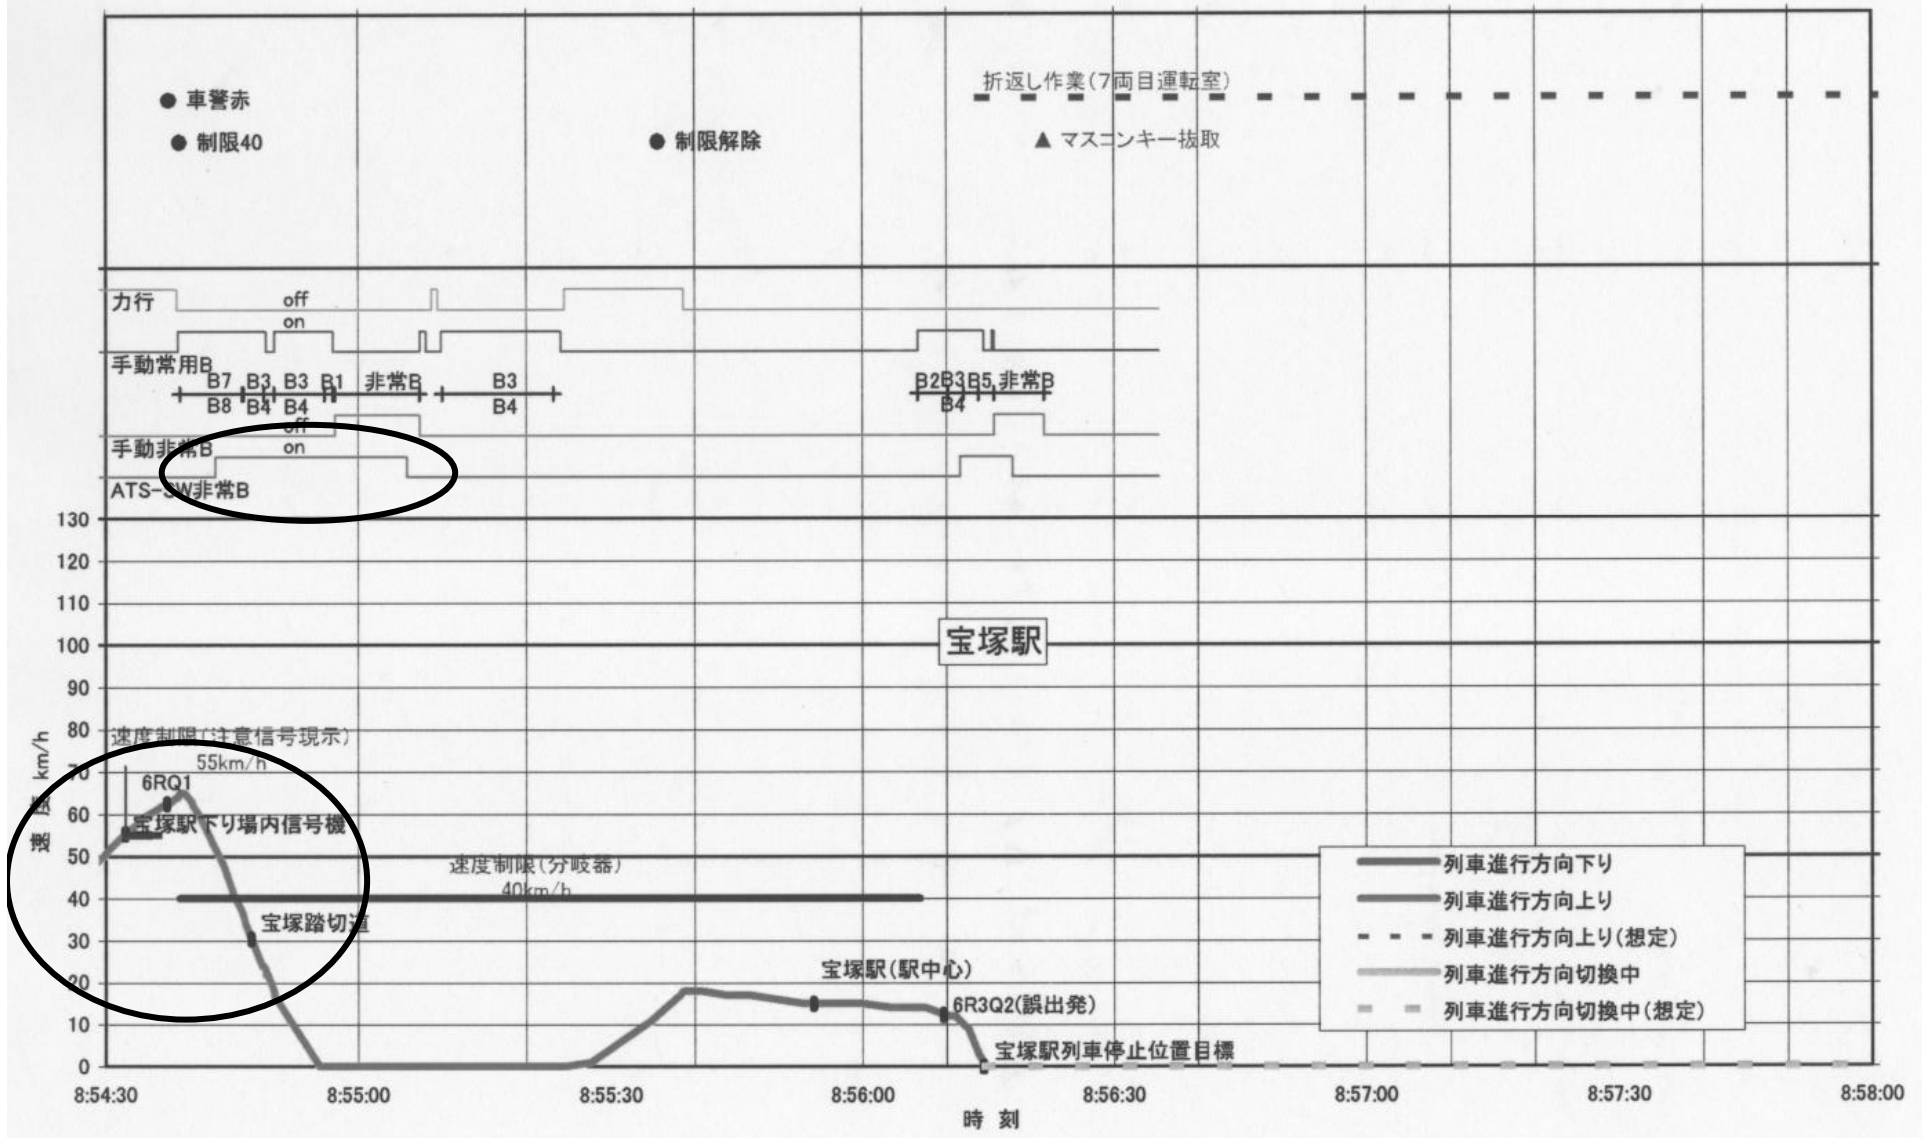 折返し作業(7両目運転室)
● 車警赤
● 制限40
● 制限解除
▲ マスコンキー抜取
力行
off
on
手動常用B
B7 B3 B3 B1 非常B B3 B2 B3 B5 非常B
B8 B4 B4 B4 B4
off
手動非常B
on
ATS-SW非常B
130
120
110
100
90
80
70
60
50
40
30
20
10
0
速度 km/h
宝塚駅
速度制限(注意信号現示)
55km/h
6RQ1
宝塚駅下り場内信号機
速度制限(分岐器)
40km/h
宝塚踏切道
宝塚駅(駅中心)
6R3Q2(誤出発)
宝塚駅列車停止位置目標
列車進行方向下り
列車進行方向上り
列車進行方向上り(想定)
列車進行方向切換中
列車進行方向切換中(想定)
8:54:30 8:55:00 8:55:30 8:56:00 8:56:30 8:57:00 8:57:30 8:58:00
時 刻